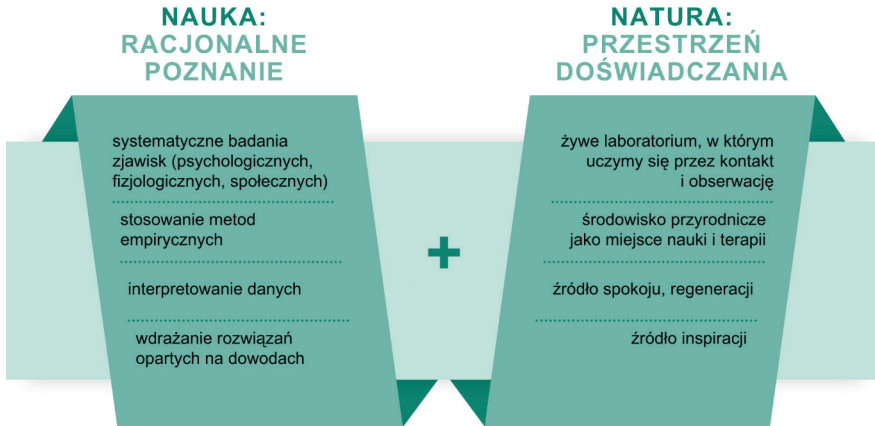 NAUKA:
RACJONALNE
POZNANIE
systematyczne badania
zjawisk (psychologicznych,
fizjologicznych, społecznych)
stosowanie metod
empirycznych
interpretowanie danych
wdrażanie rozwiązań
opartych na dowodach
+
NATURA:
PRZESTRZEŃ
DOŚWIADCZANIA
żywe laboratorium, w którym
uczymy się przez kontakt
i obserwację
środowisko przyrodnicze
jako miejsce nauki i terapii
źródło spokoju, regeneracji
źródło inspiracji